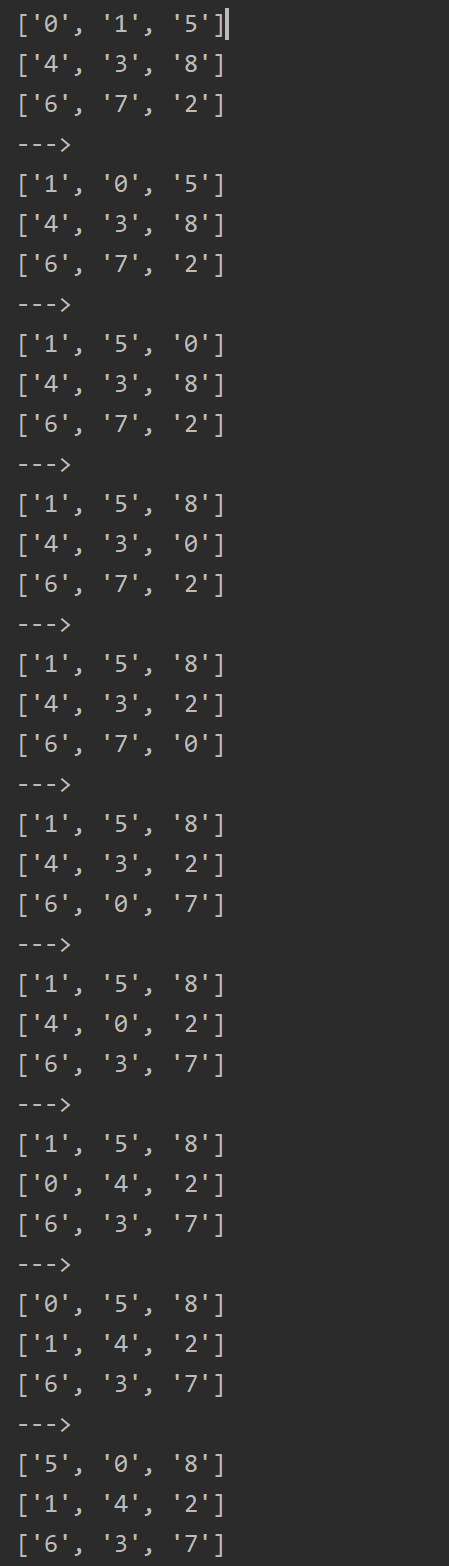 ['0', '1', '5']
['4', '3', '8']
['6', '7', '2']
--->
['1', '0', '5']
['4', '3', '8']
['6', '7', '2']
--->
['1', '5', '0']
['4', '3', '8']
['6', '7', '2']
--->
['1', '5', '8']
['4', '3', '0']
['6', '7', '2']
--->
['1', '5', '8']
['4', '3', '2']
['6', '7', '0']
--->
['1', '5', '8']
['4', '3', '2']
['6', '0', '7']
--->
['1', '5', '8']
['4', '0', '2']
['6', '3', '7']
--->
['1', '5', '8']
['0', '4', '2']
['6', '3', '7']
--->
['0', '5', '8']
['1', '4', '2']
['6', '3', '7']
--->
['5', '0', '8']
['1', '4', '2']
['6', '3', '7']